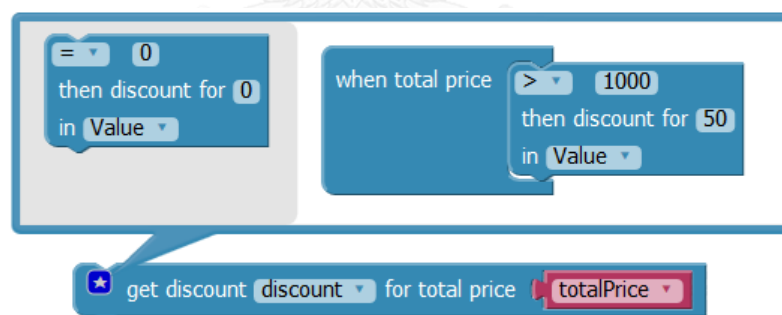 = 0
then discount for 0
in Value
when total price > 1000
then discount for 50
in Value
get discount discount for total price totalPrice